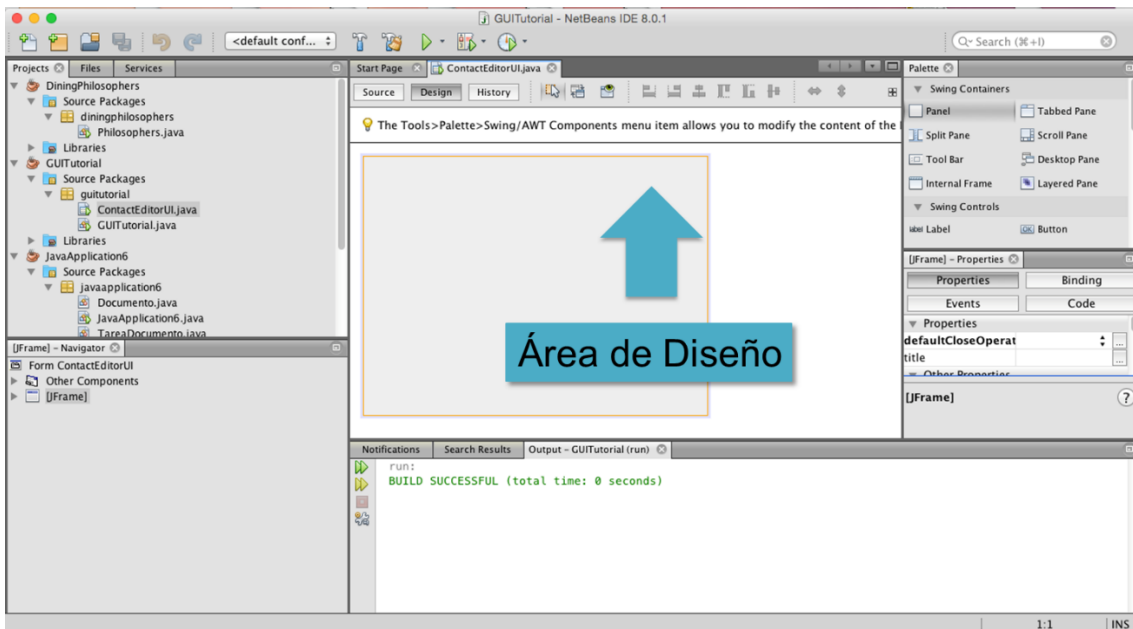 GUITutorial - NetBeans IDE 8.0.1
<default conf...
Search (⌘+I)
Projects Files Services
DiningPhilosophers
Source Packages
diningphilosophers
Philosophers.java
Libraries
GUITutorial
Source Packages
guitutorial
ContactEditorUI.java
GUITutorial.java
Libraries
JavaApplication6
Source Packages
javaapplication6
Documento.java
JavaApplication6.java
TareaDocumento.java
[JFrame] - Navigator
Form ContactEditorUI
Other Components
[JFrame]
Start Page ContactEditorUI.java
Source Design History
The Tools>Palette>Swing/AWT Components menu item allows you to modify the content of the
Área de Diseño
Notifications Search Results Output - GUITutorial (run)
run:
BUILD SUCCESSFUL (total time: 0 seconds)
Palette
Swing Containers
Panel Tabbed Pane
Split Pane Scroll Pane
Tool Bar Desktop Pane
Internal Frame Layered Pane
Swing Controls
label Label OK Button
[JFrame] - Properties
Properties Binding
Events Code
Properties
defaultCloseOperat ...
title ...
Other Properties
[JFrame] ?
1:1 INS